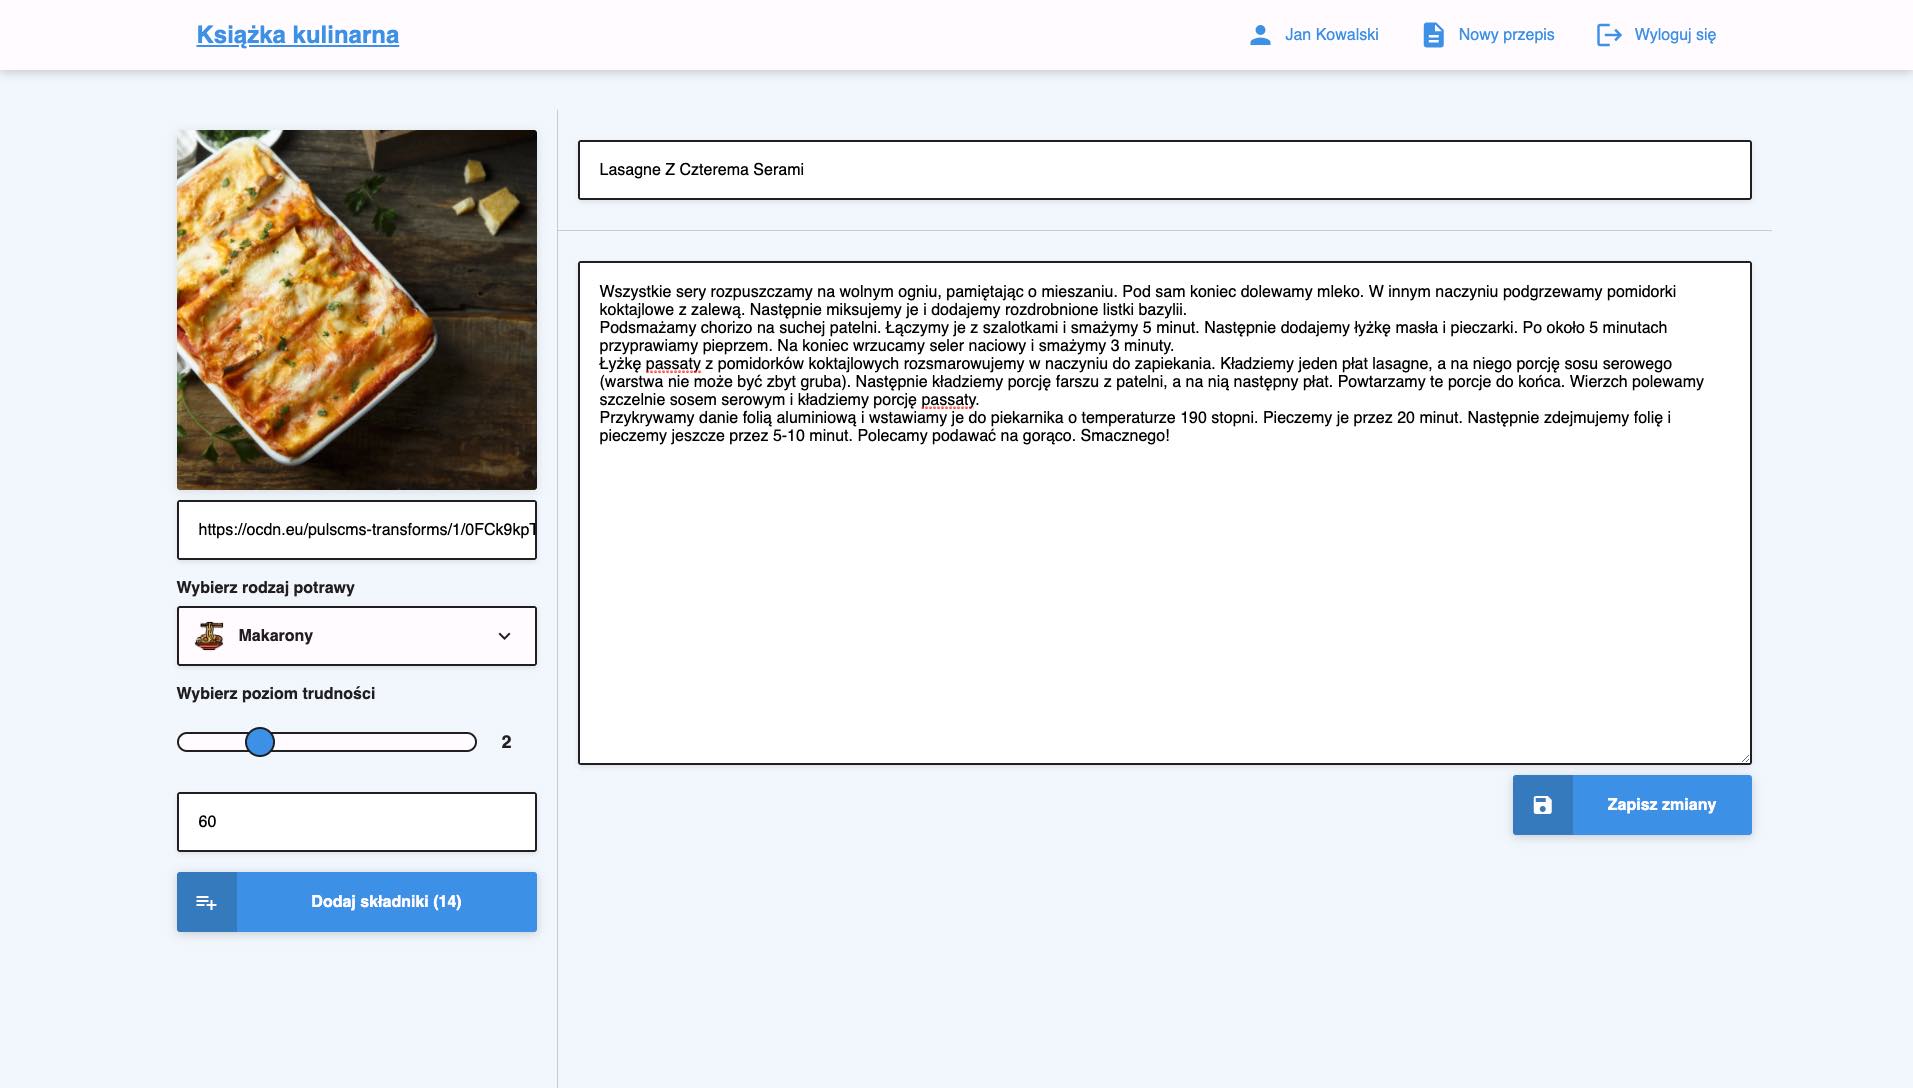 Książka kulinarna
Jan Kowalski
Nowy przepis
Wyloguj się
https://ocdn.eu/pulscms-transforms/1/0FCk9kpT
Wybierz rodzaj potrawy
Makarony
Wybierz poziom trudności
2
60
Dodaj składniki (14)
Lasagne Z Czterema Serami
Wszystkie sery rozpuszczamy na wolnym ogniu, pamiętając o mieszaniu. Pod sam koniec dolewamy mleko. W innym naczyniu podgrzewamy pomidorki
koktajlowe z zalewą. Następnie miksujemy je i dodajemy rozdrobnione listki bazylii.
Podsmażamy chorizo na suchej patelni. Łączymy je z szalotkami i smażymy 5 minut. Następnie dodajemy łyżkę masła i pieczarki. Po około 5 minutach
przyprawiamy pieprzem. Na koniec wrzucamy seler naciowy i smażymy 3 minuty.
Łyżkę passaty z pomidorków koktajlowych rozsmarowujemy w naczyniu do zapiekania. Kładziemy jeden płat lasagne, a na niego porcję sosu serowego
(warstwa nie może być zbyt gruba). Następnie kładziemy porcję farszu z patelni, a na nią następny płat. Powtarzamy te porcje do końca. Wierzch polewamy
szczelnie sosem serowym i kładziemy porcję passaty.
Przykrywamy danie folią aluminiową i wstawiamy je do piekarnika o temperaturze 190 stopni. Pieczemy je przez 20 minut. Następnie zdejmujemy folię i
pieczemy jeszcze przez 5-10 minut. Polecamy podawać na gorąco. Smacznego!
Zapisz zmiany